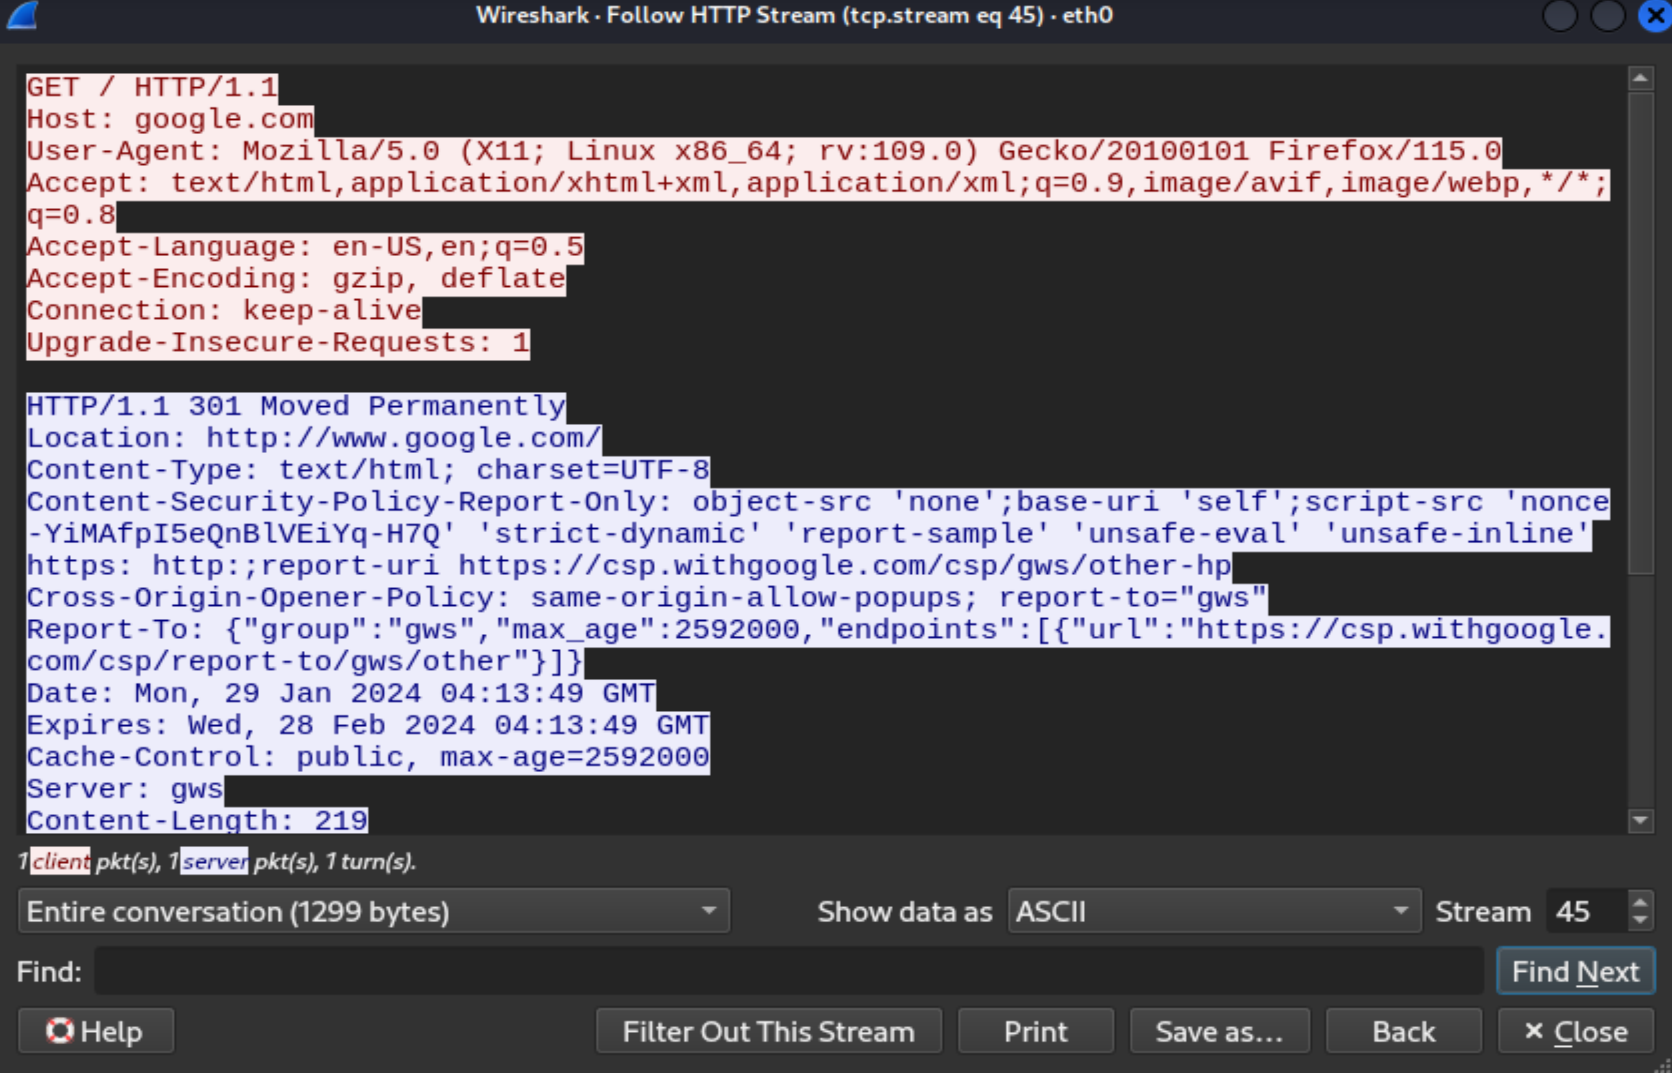 Wireshark · Follow HTTP Stream (tcp.stream eq 45) · eth0
GET / HTTP/1.1
Host: google.com
User-Agent: Mozilla/5.0 (X11; Linux x86_64; rv:109.0) Gecko/20100101 Firefox/115.0
Accept: text/html,application/xhtml+xml,application/xml;q=0.9,image/avif,image/webp,*/*;
q=0.8
Accept-Language: en-US,en;q=0.5
Accept-Encoding: gzip, deflate
Connection: keep-alive
Upgrade-Insecure-Requests: 1
HTTP/1.1 301 Moved Permanently
Location: http://www.google.com/
Content-Type: text/html; charset=UTF-8
Content-Security-Policy-Report-Only: object-src 'none';base-uri 'self';script-src 'nonce
-YiMAfpI5eQnBlVEiYq-H7Q' 'strict-dynamic' 'report-sample' 'unsafe-eval' 'unsafe-inline'
https: http:;report-uri https://csp.withgoogle.com/csp/gws/other-hp
Cross-Origin-Opener-Policy: same-origin-allow-popups; report-to="gws"
Report-To: {"group":"gws","max_age":2592000,"endpoints":[{"url":"https://csp.withgoogle.
com/csp/report-to/gws/other"}]}
Date: Mon, 29 Jan 2024 04:13:49 GMT
Expires: Wed, 28 Feb 2024 04:13:49 GMT
Cache-Control: public, max-age=2592000
Server: gws
Content-Length: 219
1 client pkt(s), 1 server pkt(s), 1 turn(s).
Entire conversation (1299 bytes) Show data as ASCII Stream 45
Find: Find Next
Help Filter Out This Stream Print Save as… Back × Close